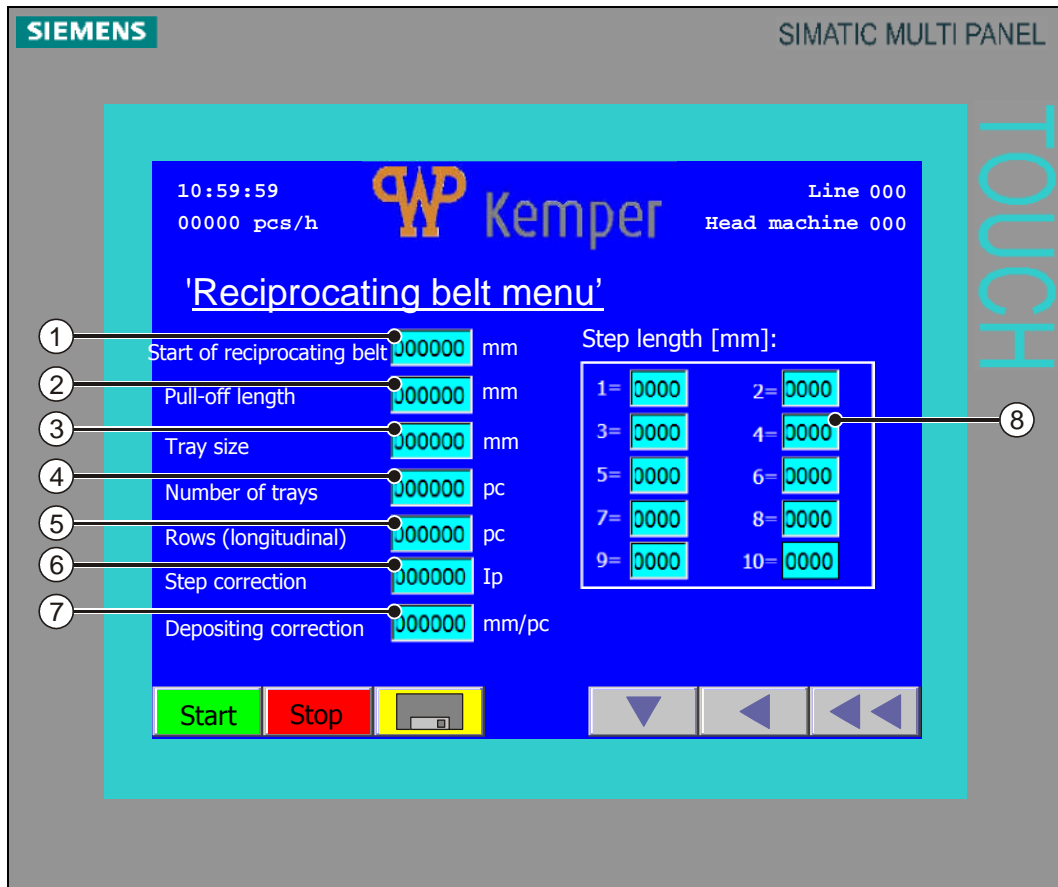 SIEMENS
SIMATIC MULTI PANEL
TOUCH
10:59:59
00000 pcs/h
WP Kemper
Line 000
Head machine 000
'Reciprocating belt menu'
1 Start of reciprocating belt 000000 mm
2 Pull-off length 000000 mm
3 Tray size 000000 mm
4 Number of trays 000000 pc
5 Rows (longitudinal) 000000 pc
6 Step correction 000000 Ip
7 Depositing correction 000000 mm/pc
Step length [mm]:
1= 0000 2= 0000
3= 0000 4= 0000 8
5= 0000 6= 0000
7= 0000 8= 0000
9= 0000 10= 0000
Start Stop